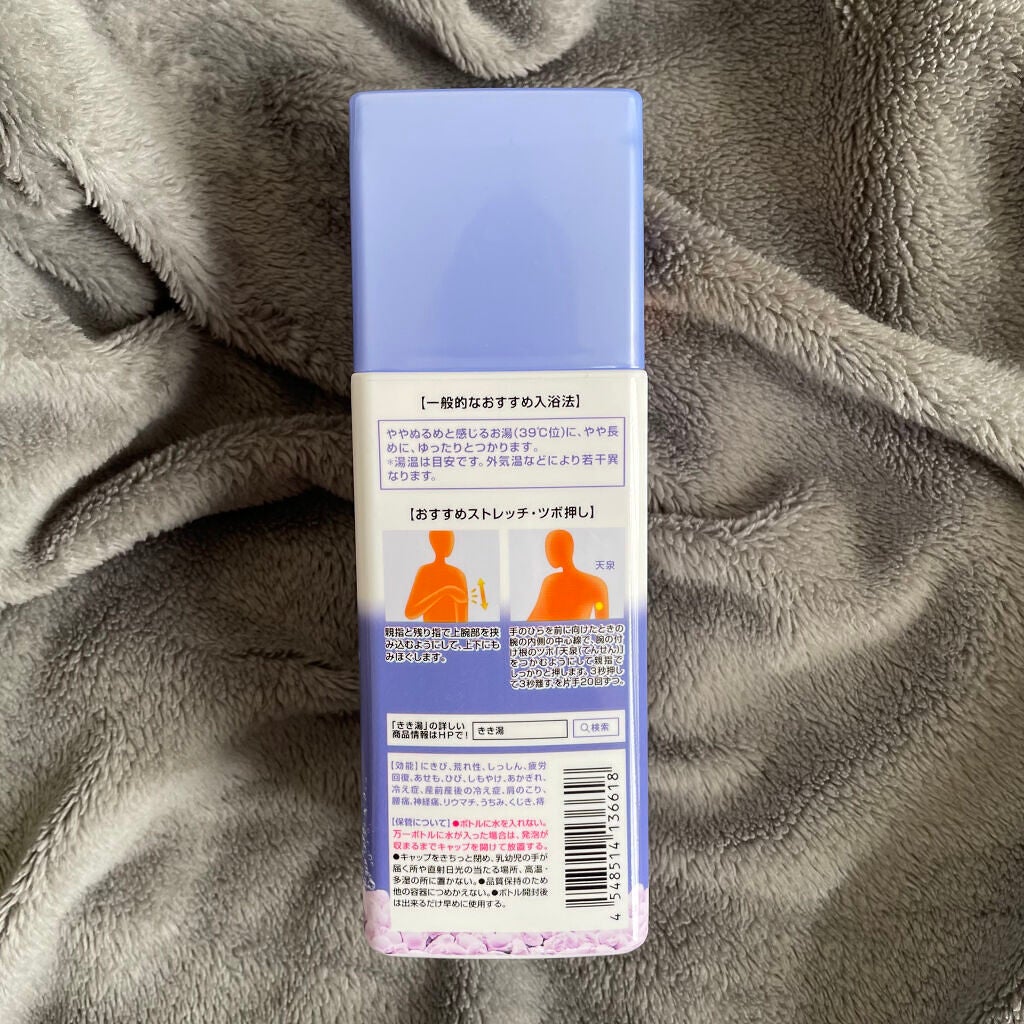 【一般的なおすすめ入浴法】
ややぬるめと感じるお湯(39℃位)に、やや長
めに、ゆったりとつかります。
*湯温は目安です。外気温などにより若干異
なります。
【おすすめストレッチ・ツボ押し】
天泉
親指と残り指で上腕部を挟
み込むようにして、上下にも
みほぐします。
手のひらを前に向けたときの
腕の内側の中心線で、腕の付
け根のツボ「天泉(てんせん)」
をつかむようにして親指で
しっかりと押します。3秒押し
て3秒離す、を片手20回ずつ。
「きき湯」の詳しい
商品情報はHPで!
きき湯
検索
【効能】にきび、荒れ性、しっしん、疲労
回復、あせも、ひび、しもやけ、あかぎれ、
冷え症、産前産後の冷え症、肩のこり、
腰痛、神経痛、リウマチ、うちみ、くじき、痔
【保管について】●ボトルに水を入れない。
万一ボトルに水が入った場合は、発泡が
収まるまでキャップを開けて放置する。
●キャップをきちっと閉め、乳幼児の手が
届く所や直射日光の当たる場所、高温・
多湿の所に置かない。●品質保持のため
他の容器につめかえない。●ボトル開封後
は出来るだけ早めに使用する。
4 548514 136618